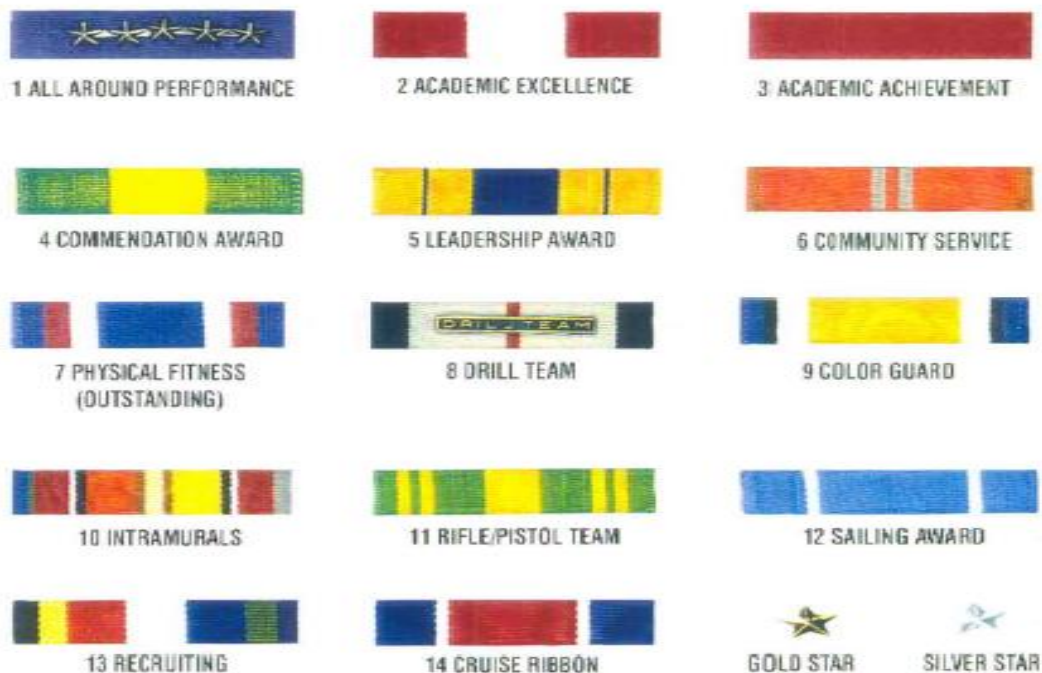 1 ALL AROUND PERFORMANCE
2 ACADEMIC EXCELLENCE
3 ACADEMIC ACHIEVEMENT
4 COMMENDATION AWARD
5 LEADERSHIP AWARD
6 COMMUNITY SERVICE
7 PHYSICAL FITNESS
(OUTSTANDING)
DRILL TEAM
8 DRILL TEAM
9 COLOR GUARD
10 INTRAMURALS
11 RIFLE/PISTOL TEAM
12 SAILING AWARD
13 RECRUITING
14 CRUISE RIBBON
GOLD STAR
SILVER STAR